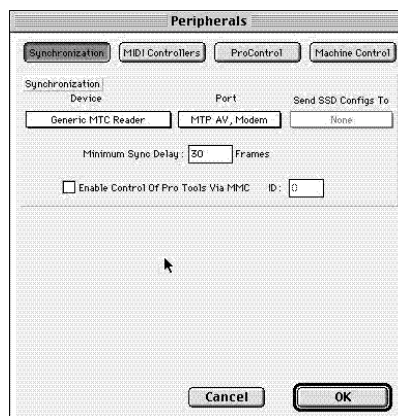 Peripherals
Synchronization MIDI Controllers ProControl Machine Control
Synchronization
Device Port Send SSD Configs To
Generic MTC Reader MTP AV, Modem None
Minimum Sync Delay: 30 Frames
Enable Control Of Pro Tools Via MMC ID: 0
Cancel OK